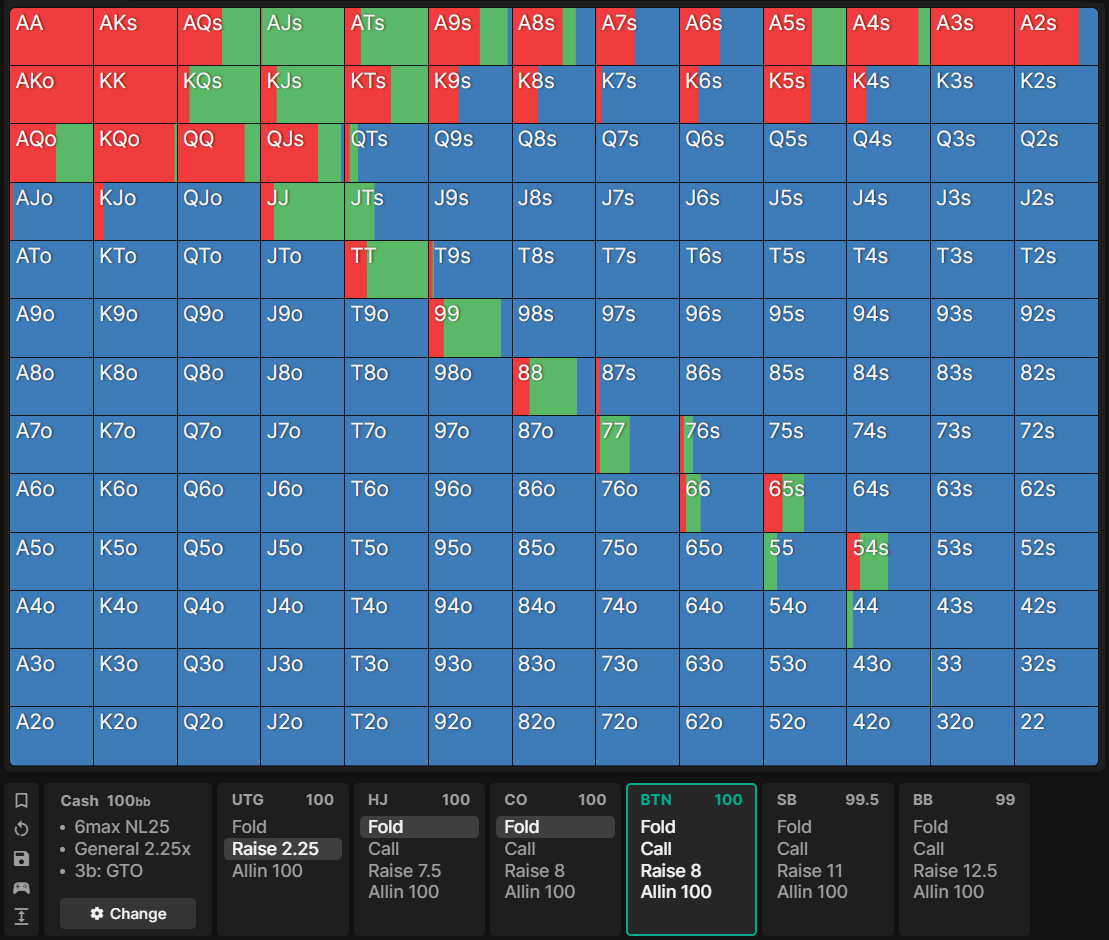 AA AKs AQs AJs ATs A9s A8s A7s A6s A5s A4s A3s A2s
AKo KK KQs KJs KTs K9s K8s K7s K6s K5s K4s K3s K2s
AQo KQo QQ QJs QTs Q9s Q8s Q7s Q6s Q5s Q4s Q3s Q2s
AJo KJo QJo JJ JTs J9s J8s J7s J6s J5s J4s J3s J2s
ATo KTo QTo JTo TT T9s T8s T7s T6s T5s T4s T3s T2s
A9o K9o Q9o J9o T9o 99 98s 97s 96s 95s 94s 93s 92s
A8o K8o Q8o J8o T8o 98o 88 87s 86s 85s 84s 83s 82s
A7o K7o Q7o J7o T7o 97o 87o 77 76s 75s 74s 73s 72s
A6o K6o Q6o J6o T6o 96o 86o 76o 66 65s 64s 63s 62s
A5o K5o Q5o J5o T5o 95o 85o 75o 65o 55 54s 53s 52s
A4o K4o Q4o J4o T4o 94o 84o 74o 64o 54o 44 43s 42s
A3o K3o Q3o J3o T3o 93o 83o 73o 63o 53o 43o 33 32s
A2o K2o Q2o J2o T2o 92o 82o 72o 62o 52o 42o 32o 22
Cash 100bb
• 6max NL25
• General 2.25x
• 3b: GTO
Change
UTG 100
Fold
Raise 2.25
Allin 100
HJ 100
Fold
Call
Raise 7.5
Allin 100
CO 100
Fold
Call
Raise 8
Allin 100
BTN 100
Fold
Call
Raise 8
Allin 100
SB 99.5
Fold
Call
Raise 11
Allin 100
BB 99
Fold
Call
Raise 12.5
Allin 100